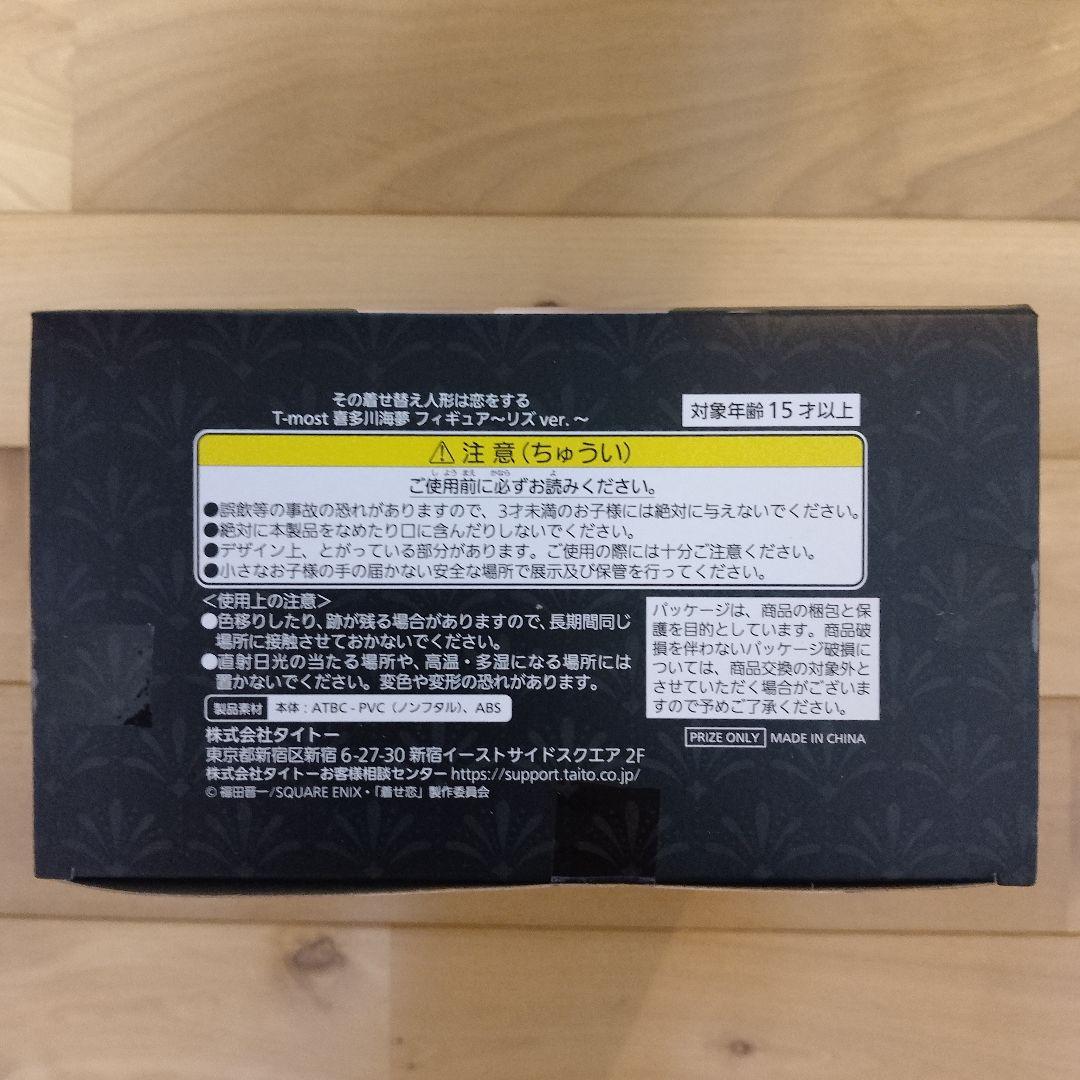 その着せ替え人形は恋をする
T-most 喜多川海夢 フィギュア〜リズver.〜
対象年齢15才以上
⚠注意(ちゅうい)
しようまえ かなら よ
ご使用前に必ずお読みください。
●誤飲等の事故の恐れがありますので、3才未満のお子様には絶対に与えないでください。
●絶対に本製品をなめたり口に含んだりしないでください。
●デザイン上、とがっている部分があります。ご使用の際には十分ご注意ください。
●小さなお子様の手の届かない安全な場所で展示及び保管を行ってください。
<使用上の注意>
●色移りしたり、跡が残る場合がありますので、長期間同じ
場所に接触させておかないでください。
●直射日光の当たる場所や、高温・多湿になる場所には
置かないでください。変色や変形の恐れがあります。
パッケージは、商品の梱包と保
護を目的としています。商品破
損を伴わないパッケージ破損に
ついては、商品交換の対象外と
させていただく場合がございま
すので予めご了承ください。
製品素材 本体:ATBC-PVC(ノンフタル)、ABS
PRIZE ONLY MADE IN CHINA
株式会社タイトー
東京都新宿区新宿6-27-30 新宿イーストサイドスクエア 2F
株式会社タイトーお客様相談センター https://support.taito.co.jp/
© 福田晋一/SQUARE ENIX・「着せ恋」製作委員会